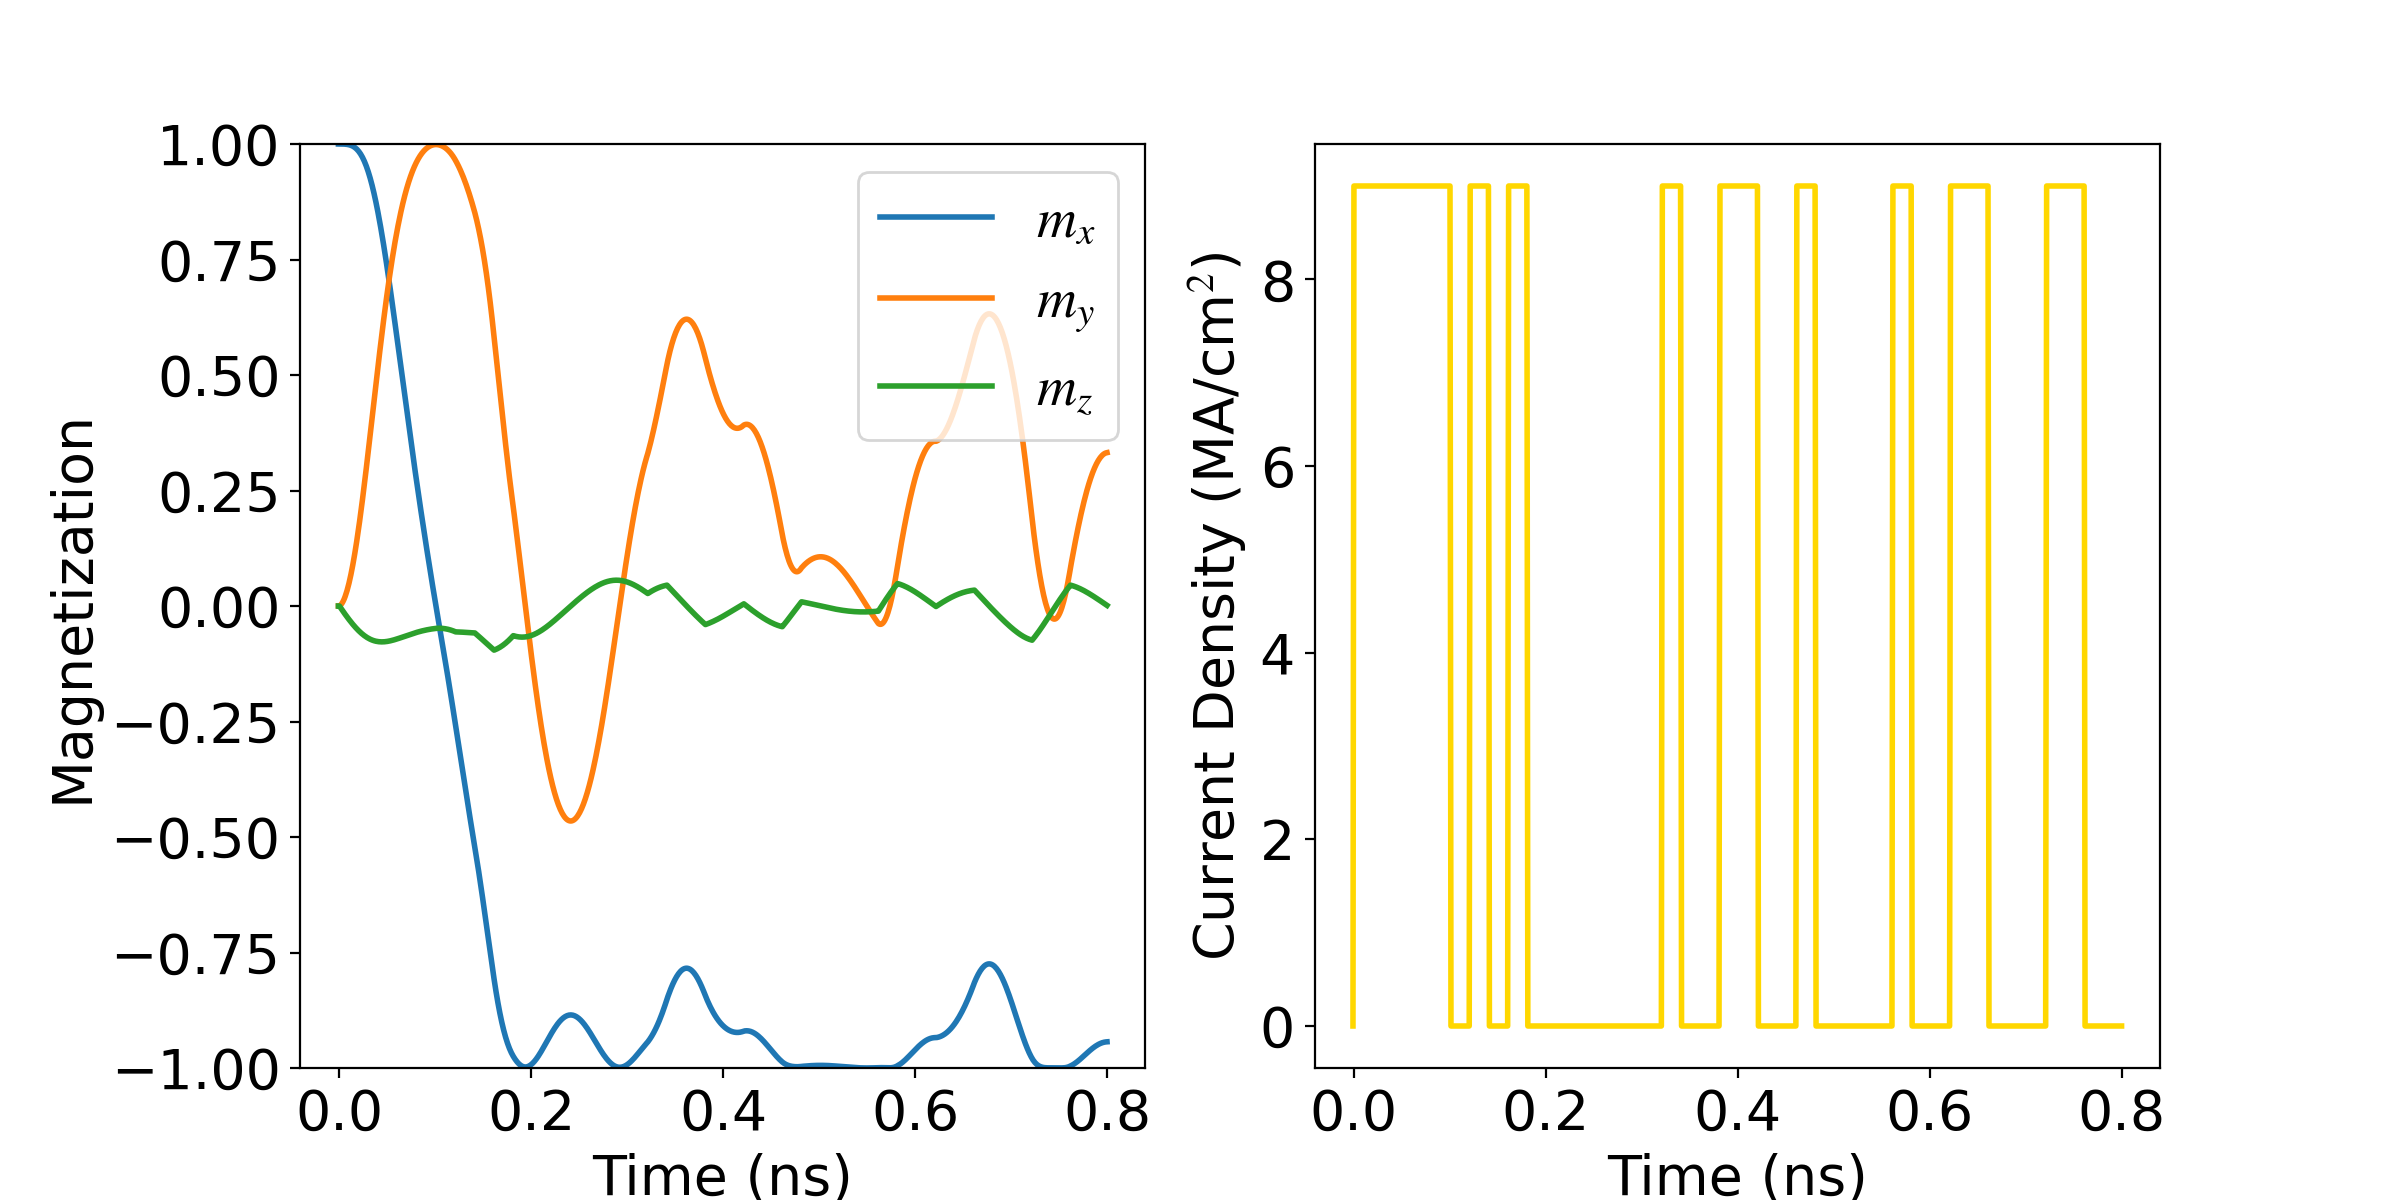 1.00
0.75
0.50
0.25
0.00
−0.25
−0.50
−0.75
−1.00
Magnetization
0.0 0.2 0.4 0.6 0.8
Time (ns)
m_x
m_y
m_z
8
6
4
2
0
Current Density (MA/cm²)
0.0 0.2 0.4 0.6 0.8
Time (ns)